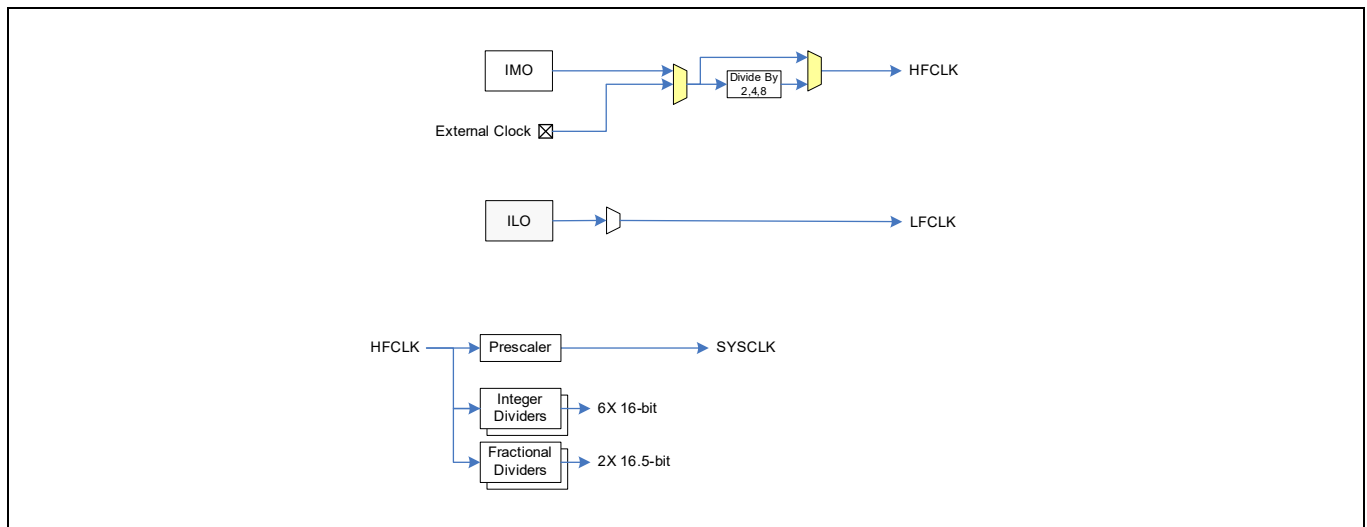 IMO
Divide By
2,4,8
HFCLK
External Clock
ILO
LFCLK
HFCLK
Prescaler
SYSCLK
Integer
Dividers
6X 16-bit
Fractional
Dividers
2X 16.5-bit